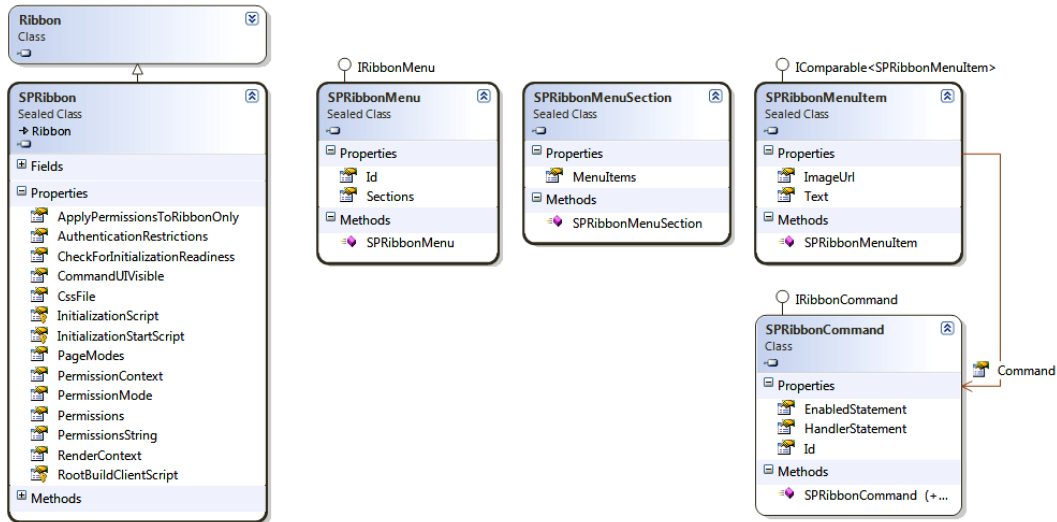 Ribbon
Class
SPRibbon
Sealed Class
Ribbon
Fields
Properties
ApplyPermissionsToRibbonOnly
AuthenticationRestrictions
CheckForInitializationReadiness
CommandUIVisible
CssFile
InitializationScript
InitializationStartScript
PageModes
PermissionContext
PermissionMode
Permissions
PermissionsString
RenderContext
RootBuildClientScript
Methods
IRibbonMenu
SPRibbonMenu
Sealed Class
Properties
Id
Sections
Methods
SPRibbonMenu
SPRibbonMenuSection
Sealed Class
Properties
MenuItems
Methods
SPRibbonMenuSection
IComparable<SPRibbonMenuItem>
SPRibbonMenuItem
Sealed Class
Properties
ImageUrl
Text
Methods
SPRibbonMenuItem
Command
IRibbonCommand
SPRibbonCommand
Class
Properties
EnabledStatement
HandlerStatement
Id
Methods
SPRibbonCommand (+...